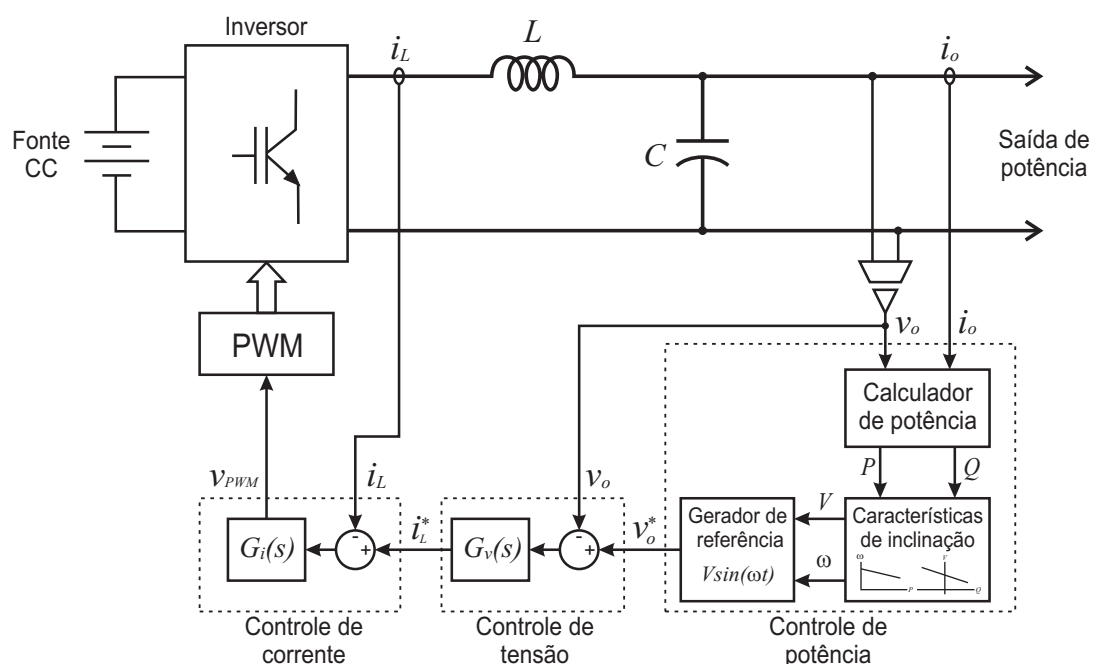 Inversor
i_L
L
i_o
Fonte
CC
C
Saída de
potência
PWM
v_o
i_o
Calculador
de potência
P
Q
v_PWM
i_L
v_o
V
G_i(s)
-
+
i_L^*
G_v(s)
-
+
v_o^*
Gerador de
referência
Vsin(ωt)
ω
Características
de inclinação
ω
P
V
Q
Controle de
corrente
Controle de
tensão
Controle de
potência